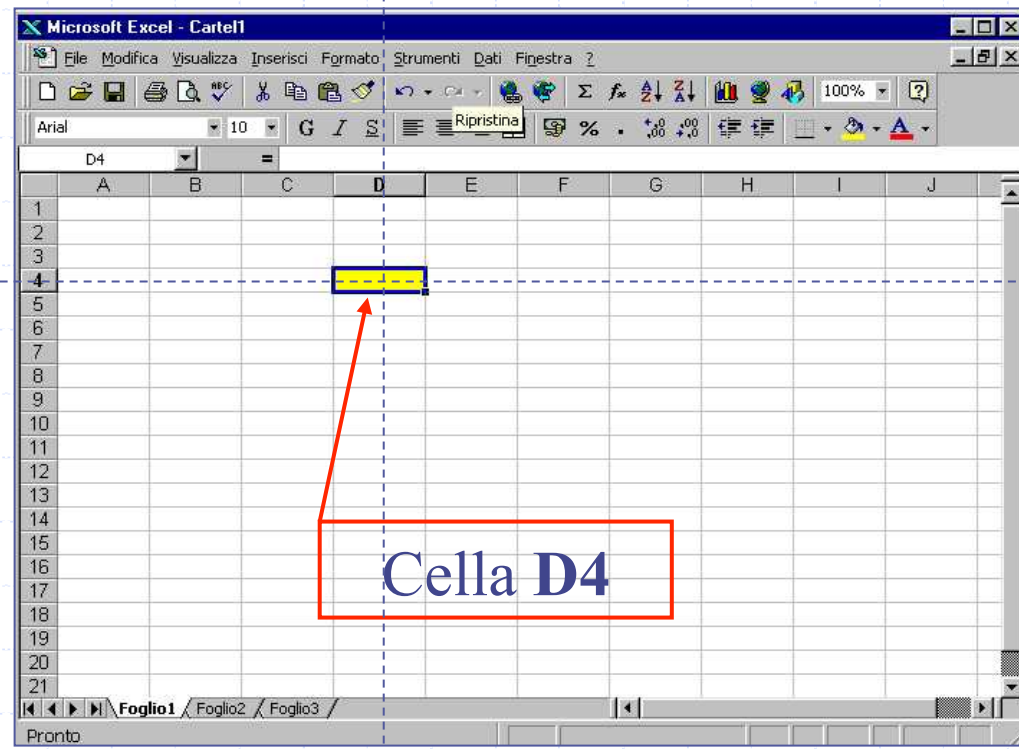 Microsoft Excel - Cartel1
File Modifica Visualizza Inserisci Formato Strumenti Dati Finestra ?
100%
Arial 10 G I S %
Ripristina
D4 =
A B C D E F G H I J
1
2
3
4
5
6
7
8
9
10
11
12
13
14
15
16
17
18
19
20
21
Cella D4
Foglio1 Foglio2 Foglio3
Pronto